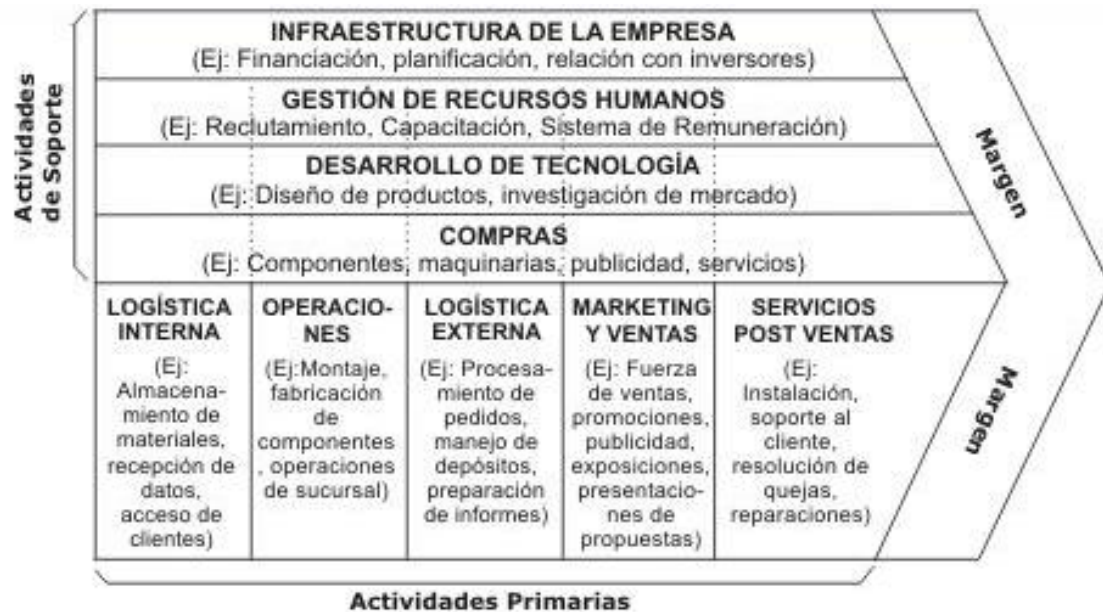 Actividades
de Soporte
INFRAESTRUCTURA DE LA EMPRESA
(Ej: Financiación, planificación, relación con inversores)
GESTIÓN DE RECURSOS HUMANOS
(Ej: Reclutamiento, Capacitación, Sistema de Remuneración)
DESARROLLO DE TECNOLOGÍA
(Ej: Diseño de productos, investigación de mercado)
COMPRAS
(Ej: Componentes, maquinarias, publicidad, servicios)
Margen
LOGÍSTICA
INTERNA
(Ej:
Almacena-
miento de
materiales,
recepción de
datos,
acceso de
clientes)
OPERACIO-
NES
(Ej:Montaje,
fabricación
de
componentes
, operaciones
de sucursal)
LOGÍSTICA
EXTERNA
(Ej: Procesa-
miento de
pedidos,
manejo de
depósitos,
preparación
de informes)
MARKETING
Y VENTAS
(Ej: Fuerza
de ventas,
promociones,
publicidad,
exposiciones,
presentacio-
nes de
propuestas)
SERVICIOS
POST VENTAS
(Ej:
Instalación,
soporte al
cliente,
resolución de
quejas,
reparaciones)
Margen
Actividades Primarias